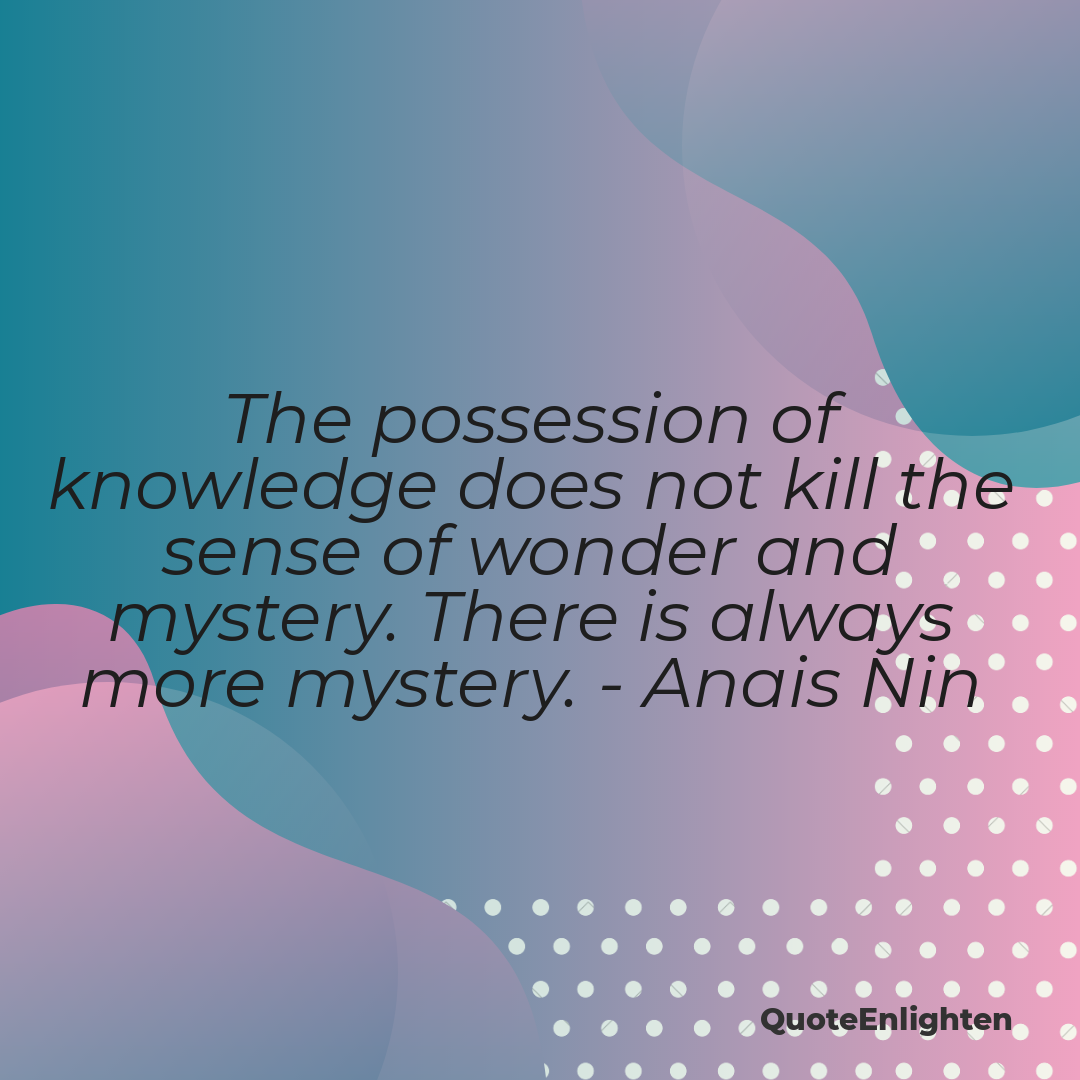 The possession of
knowledge does not kill the
sense of wonder and
mystery. There is always
more mystery. - Anais Nin
QuoteEnlighten